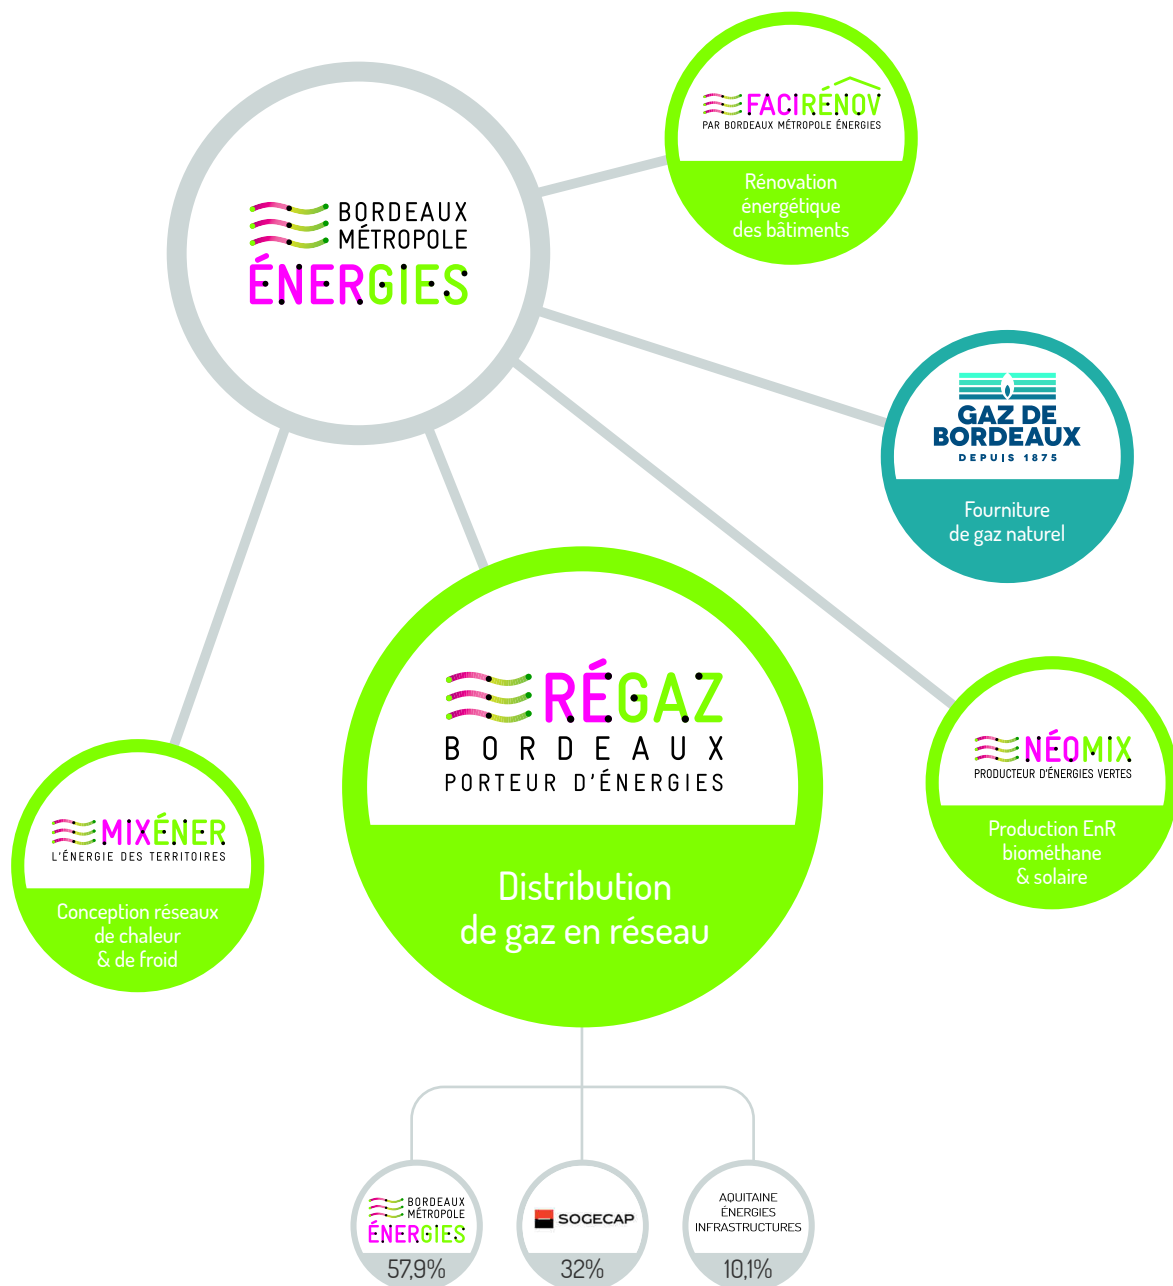 FACIRÉNOV
PAR BORDEAUX MÉTROPOLE ÉNERGIES
Rénovation
énergétique
des bâtiments
BORDEAUX
MÉTROPOLE
ÉNERGIES
GAZ DE
BORDEAUX
DEPUIS 1875
Fourniture
de gaz naturel
RÉGAZ
BORDEAUX
PORTEUR D'ÉNERGIES
Distribution
de gaz en réseau
NÉOMIX
PRODUCTEUR D'ÉNERGIES VERTES
Production EnR
biométhane
& solaire
MIXÉNER
L'ÉNERGIE DES TERRITOIRES
Conception réseaux
de chaleur
& de froid
BORDEAUX
MÉTROPOLE
ÉNERGIES
57,9%
SOGECAP
32%
AQUITAINE
ÉNERGIES
INFRASTRUCTURES
10,1%